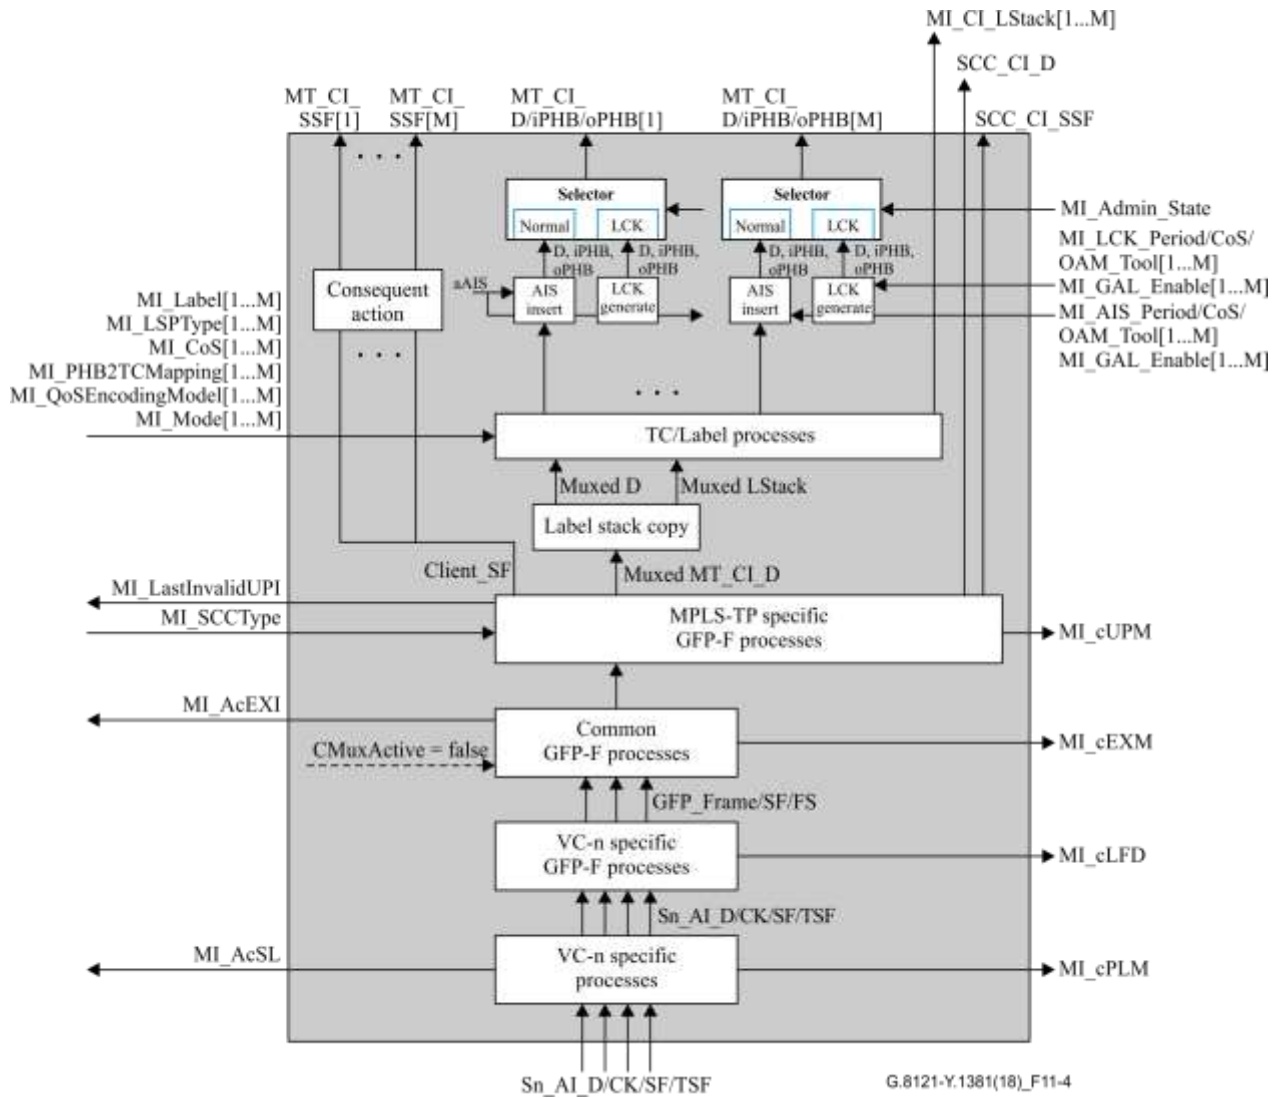 MI_CI_LStack[1...M]
SCC_CI_D
MT_CI_
SSF[1]
MT_CI_
SSF[M]
MT_CI_
D/iPHB/oPHB[1]
MT_CI_
D/iPHB/oPHB[M]
SCC_CI_SSF
. . .
Selector
Normal
LCK
Selector
Normal
LCK
MI_Admin_State
D, iPHB,
oPHB
D, iPHB,
oPHB
D, iPHB,
oPHB
D, iPHB,
oPHB
MI_LCK_Period/CoS/
OAM_Tool[1...M]
MI_GAL_Enable[1...M]
MI_AIS_Period/CoS/
OAM_Tool[1...M]
MI_GAL_Enable[1...M]
Consequent
action
aAIS
AIS
insert
LCK
generate
AIS
insert
LCK
generate
MI_Label[1...M]
MI_LSPType[1...M]
MI_CoS[1...M]
MI_PHB2TCMapping[1...M]
MI_QoSEncodingModel[1...M]
MI_Mode[1...M]
. . .
. . .
TC/Label processes
Muxed D
Muxed LStack
Label stack copy
Client_SF
Muxed MT_CI_D
MI_LastInvalidUPI
MI_SCCType
MPLS-TP specific
GFP-F processes
MI_cUPM
MI_AcEXI
CMuxActive = false
Common
GFP-F processes
MI_cEXM
GFP_Frame/SF/FS
VC-n specific
GFP-F processes
MI_cLFD
Sn_AI_D/CK/SF/TSF
MI_AcSL
VC-n specific
processes
MI_cPLM
Sn_AI_D/CK/SF/TSF
G.8121-Y.1381(18)_F11-4